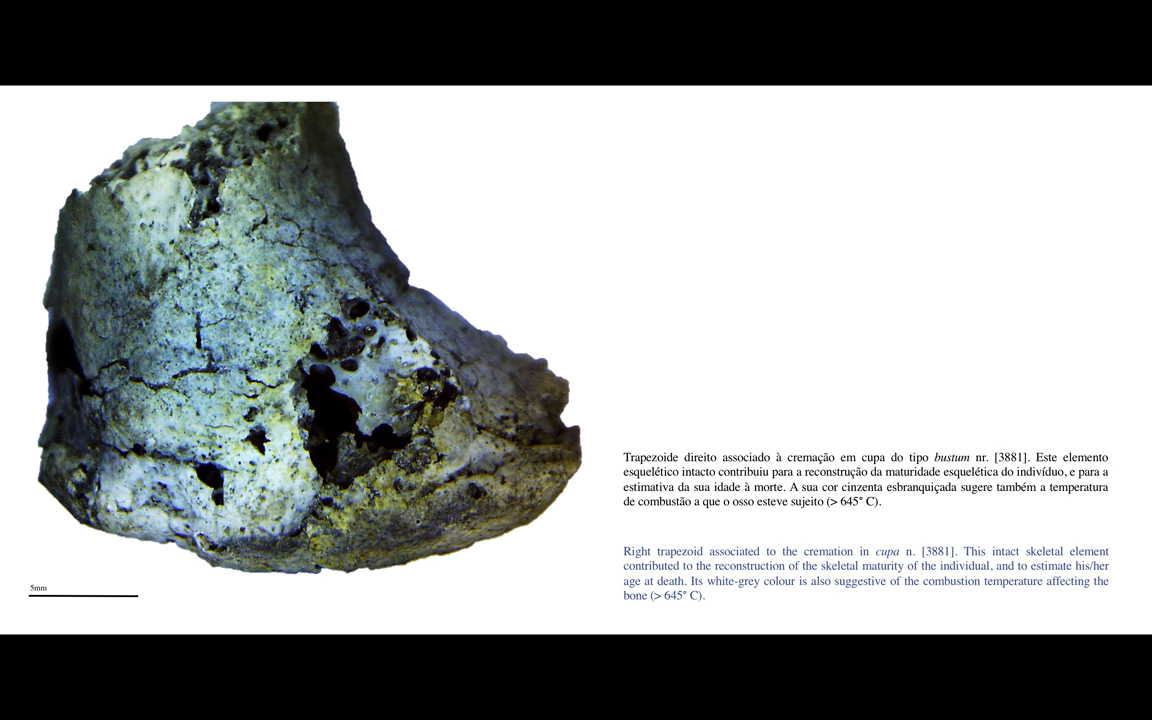 Trapezoide direito associado à cremação em cupa do tipo bustum nr. [3881]. Este elemento
esquelético intacto contribuiu para a reconstrução da maturidade esquelética do indivíduo, e para a
estimativa da sua idade à morte. A sua cor cinzenta esbranquiçada sugere também a temperatura
de combustão a que o osso esteve sujeito (> 645° C).
Right trapezoid associated to the cremation in cupa n. [3881]. This intact skeletal element
contributed to the reconstruction of the skeletal maturity of the individual, and to estimate his/her
age at death. Its white-grey colour is also suggestive of the combustion temperature affecting the
bone (> 645° C).
5mm